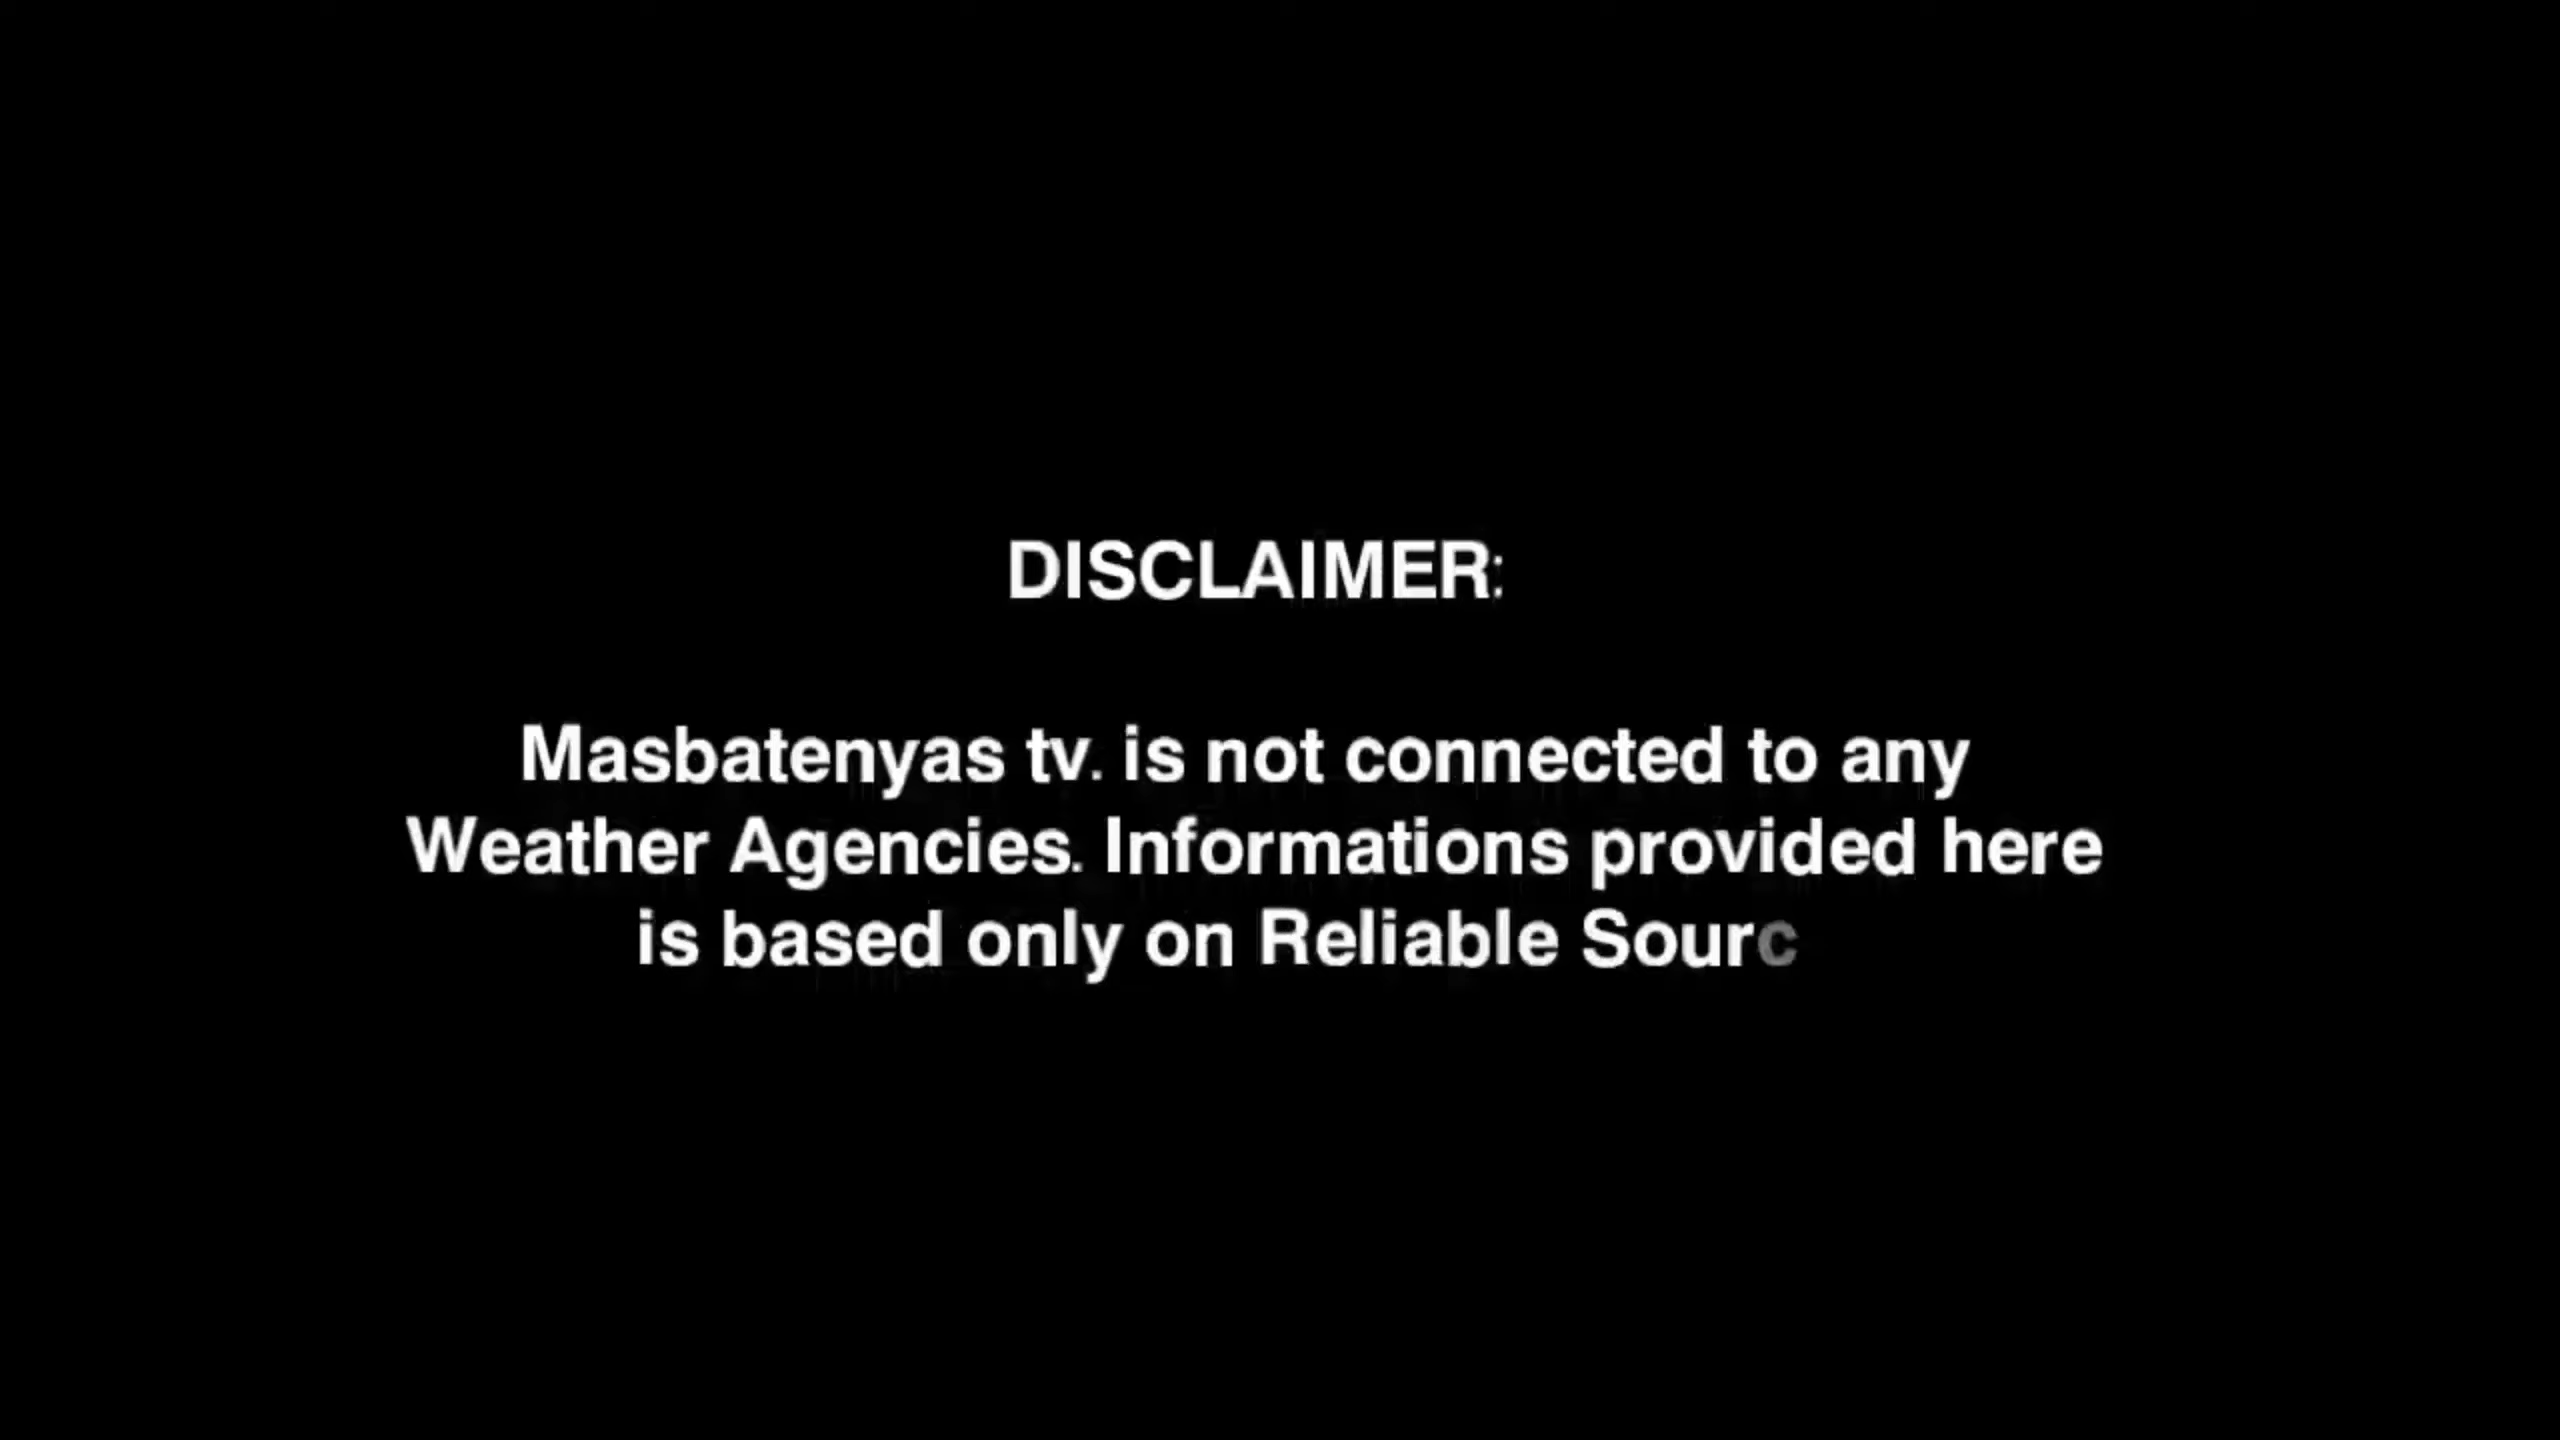 DISCLAIMER:
Masbatenyas tv. is not connected to any
Weather Agencies. Informations provided here
is based only on Reliable Sourc